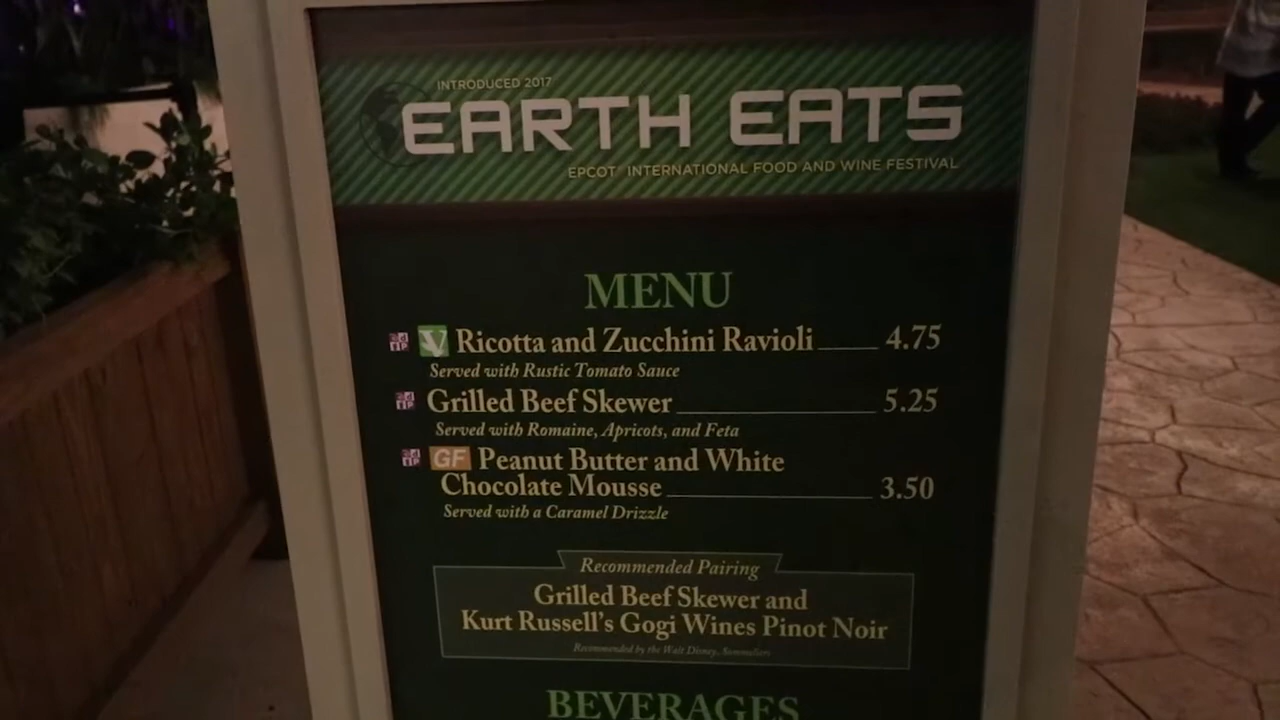 INTRODUCED 2017
EARTH EATS
EPCOT® INTERNATIONAL FOOD AND WINE FESTIVAL
MENU
V Ricotta and Zucchini Ravioli 4.75
Served with Rustic Tomato Sauce
Grilled Beef Skewer 5.25
Served with Romaine, Apricots, and Feta
GF Peanut Butter and White
Chocolate Mousse 3.50
Served with a Caramel Drizzle
Recommended Pairing
Grilled Beef Skewer and
Kurt Russell's Gogi Wines Pinot Noir
Recommended by the Walt Disney, Sommeliers
BEVERAGES